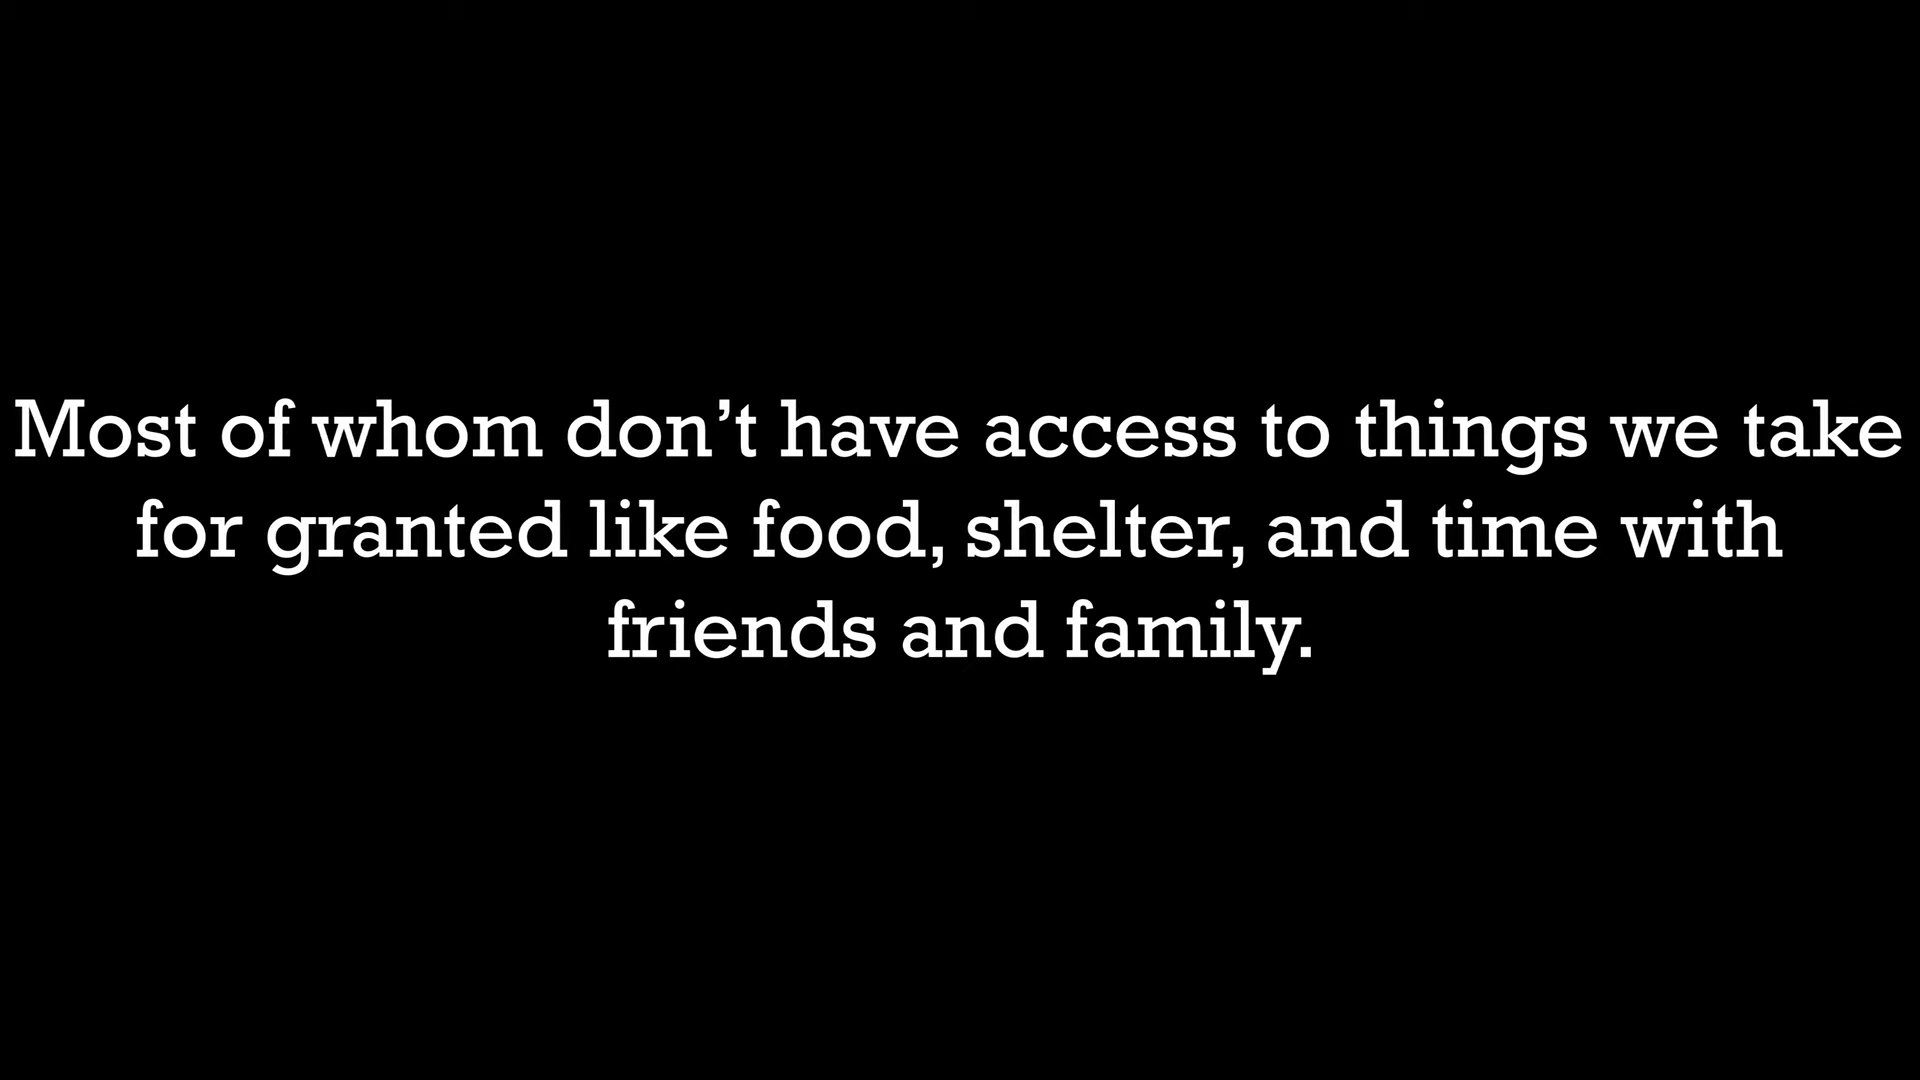 Most of whom don’t have access to things we take
for granted like food, shelter, and time with
friends and family.